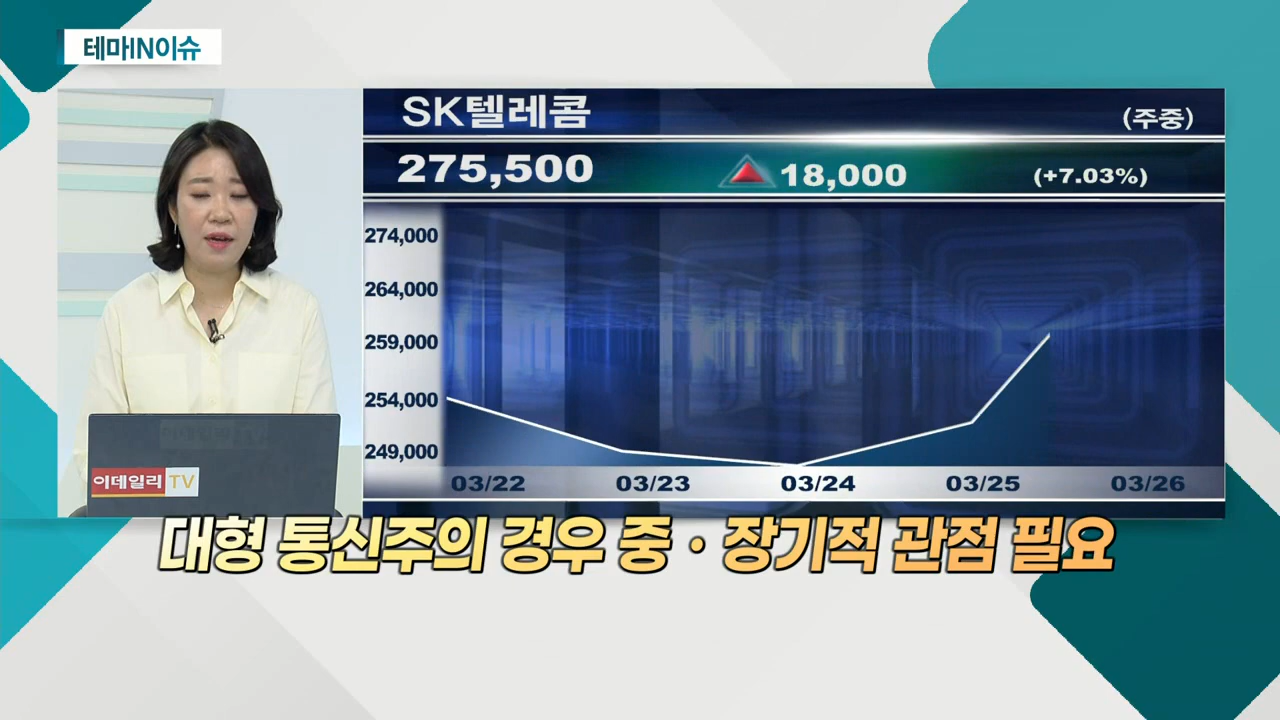 테마IN이슈
SK텔레콤
(주중)
275,500
18,000
(+7.03%)
274,000
264,000
259,000
254,000
249,000
03/22
03/23
03/24
03/25
03/26
이데일리TV
대형 통신주의 경우 중·장기적 관점 필요